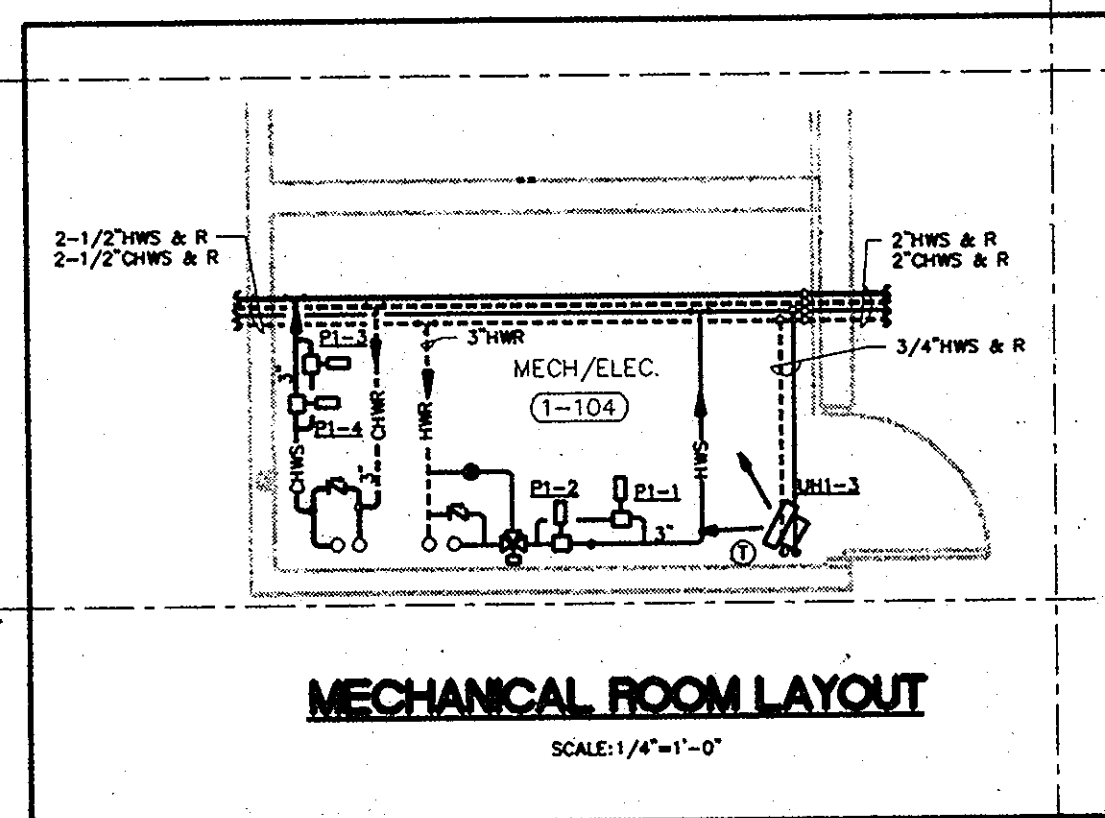 2-1/2"HWS & R
2-1/2"CHWS & R
2"HWS & R
2"CHWS & R
P1-3
3"HWR
3/4"HWS & R
3"
MECH/ELEC.
1-104
P1-4
CHWS
CHWR
3"
HWR
HWS
P1-2
P1-1
3"
UH1-3
T
MECHANICAL ROOM LAYOUT
SCALE:1/4"=1'-0"